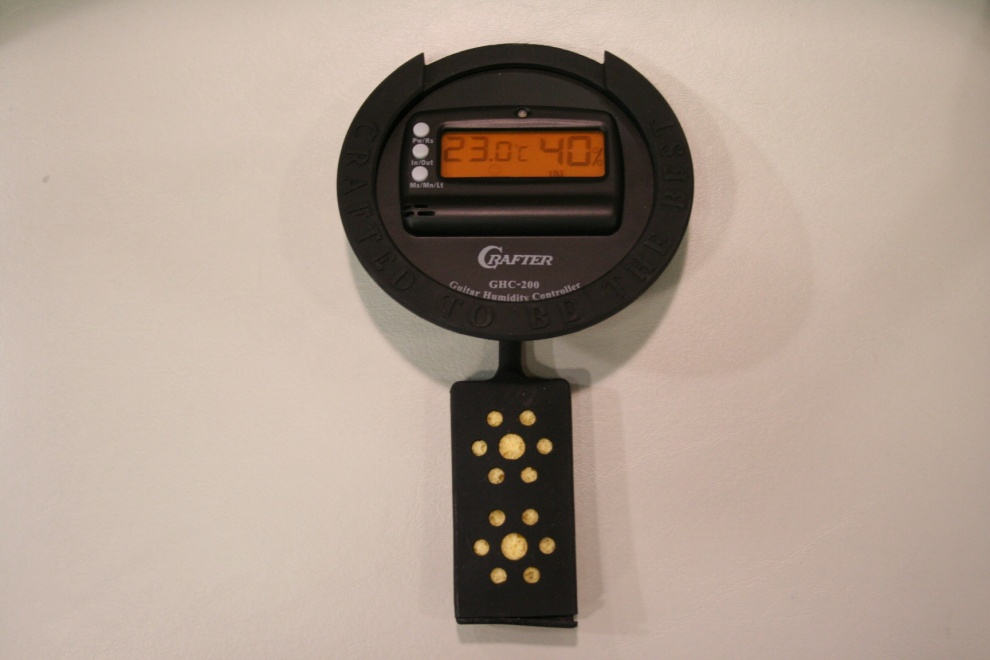 Pw/Rs
In/Out
Mx/Mn/Lt
23.0°C 40%
CRAFTER
GHC-200
Guitar Humidity Controller
CRAFTED TO BE THE BEST